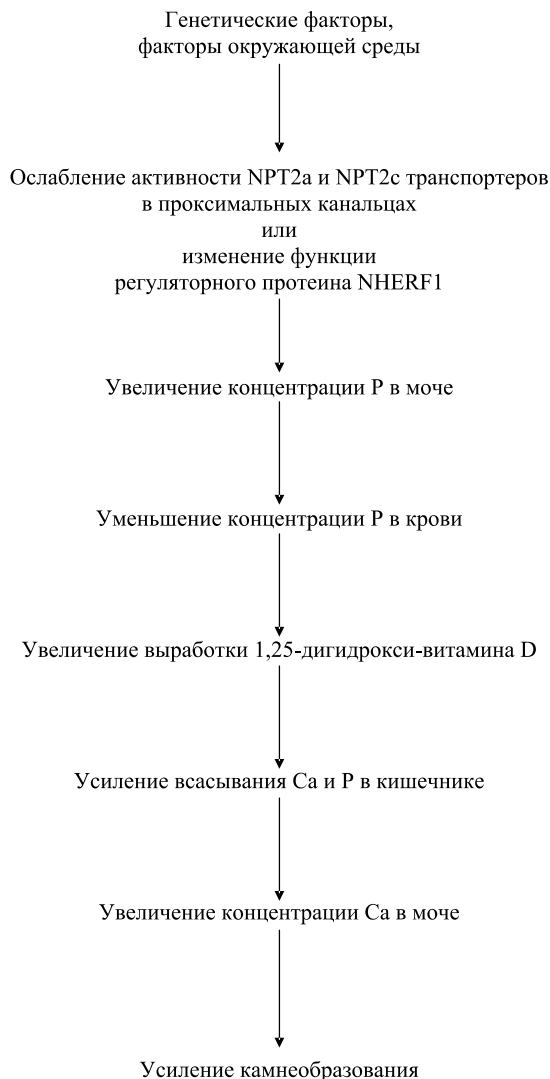 Генетические факторы,
факторы окружающей среды
Ослабление активности NPT2a и NPT2c транспортеров
в проксимальных канальцах
или
изменение функции
регуляторного протеина NHERF1
Увеличение концентрации P в моче
Уменьшение концентрации P в крови
Увеличение выработки 1,25-дигидрокси-витамина D
Усиление всасывания Ca и P в кишечнике
Увеличение концентрации Ca в моче
Усиление камнеобразования